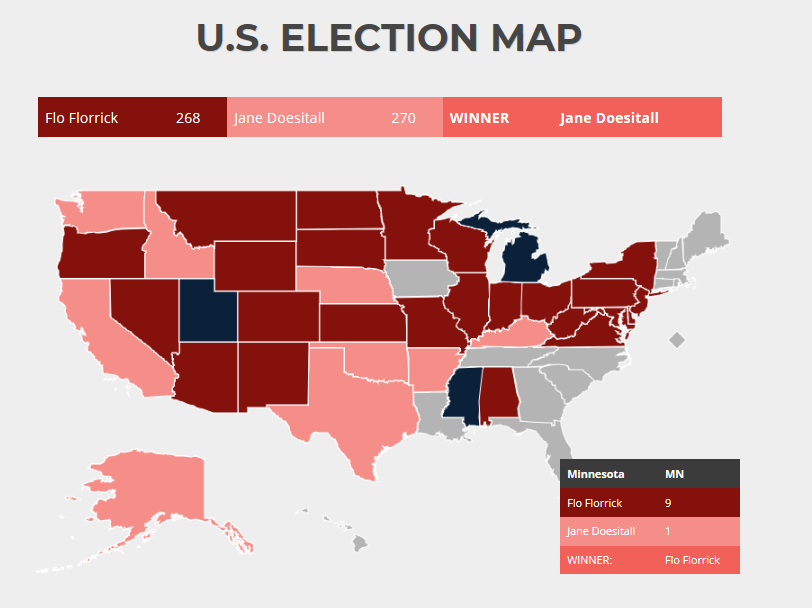 U.S. ELECTION MAP
Flo Florrick 268 Jane Doesitall 270 WINNER Jane Doesitall
Minnesota MN
Flo Florrick 9
Jane Doesitall 1
WINNER: Flo Florrick